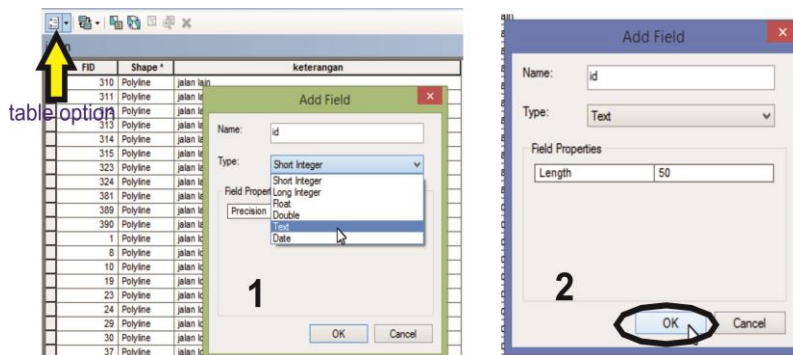 table option
FID Shape * keterangan
310 Polyline jalan lain
311 Polyline
Polyline
313 Polyline
314 Polyline
315 Polyline
323 Polyline
324 Polyline
381 Polyline
389 Polyline
390 Polyline
1 Polyline
8 Polyline
10 Polyline
19 Polyline
23 Polyline
24 Polyline
29 Polyline
30 Polyline
37 Polyline
Add Field
Name: id
Type: Short Integer
Short Integer
Long Integer
Float
Double
Text
Date
Field Propert
Precision
1
OK Cancel
Add Field
Name: id
Type: Text
Field Properties
Length 50
2
OK Cancel